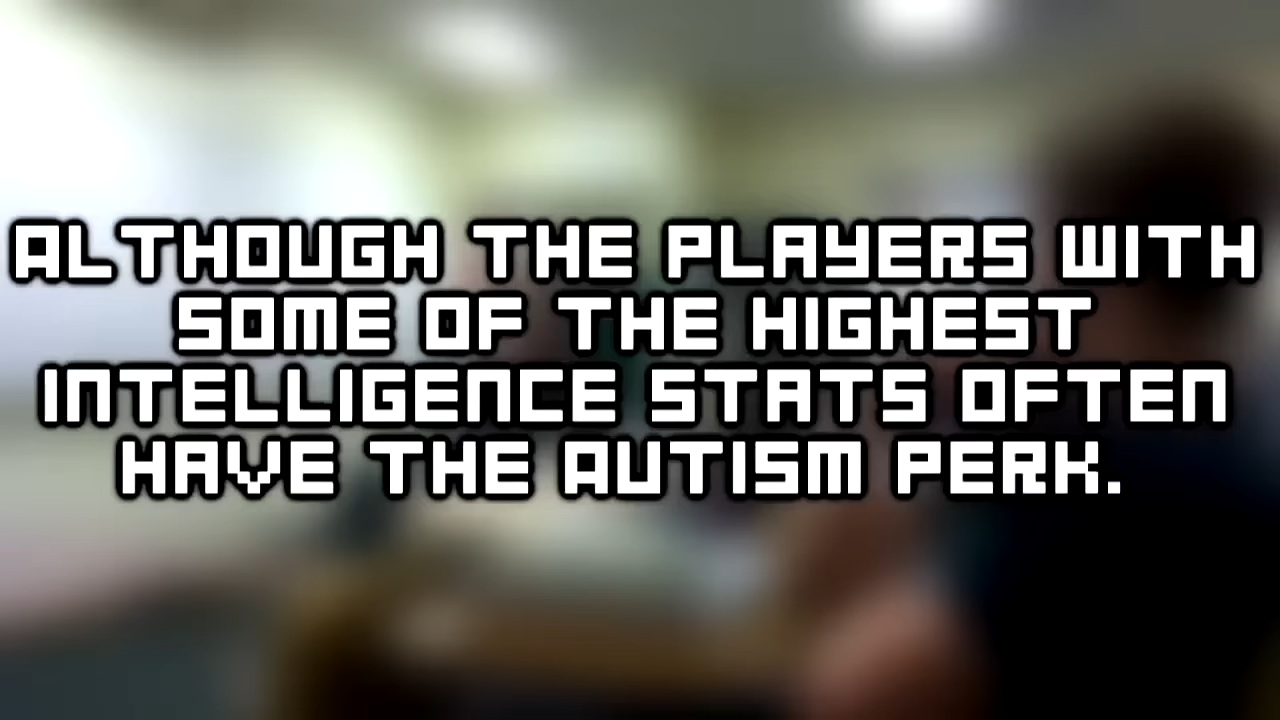 ALTHOUGH THE PLAYERS WITH
SOME OF THE HIGHEST
INTELLIGENCE STATS OFTEN
HAVE THE AUTISM PERK.